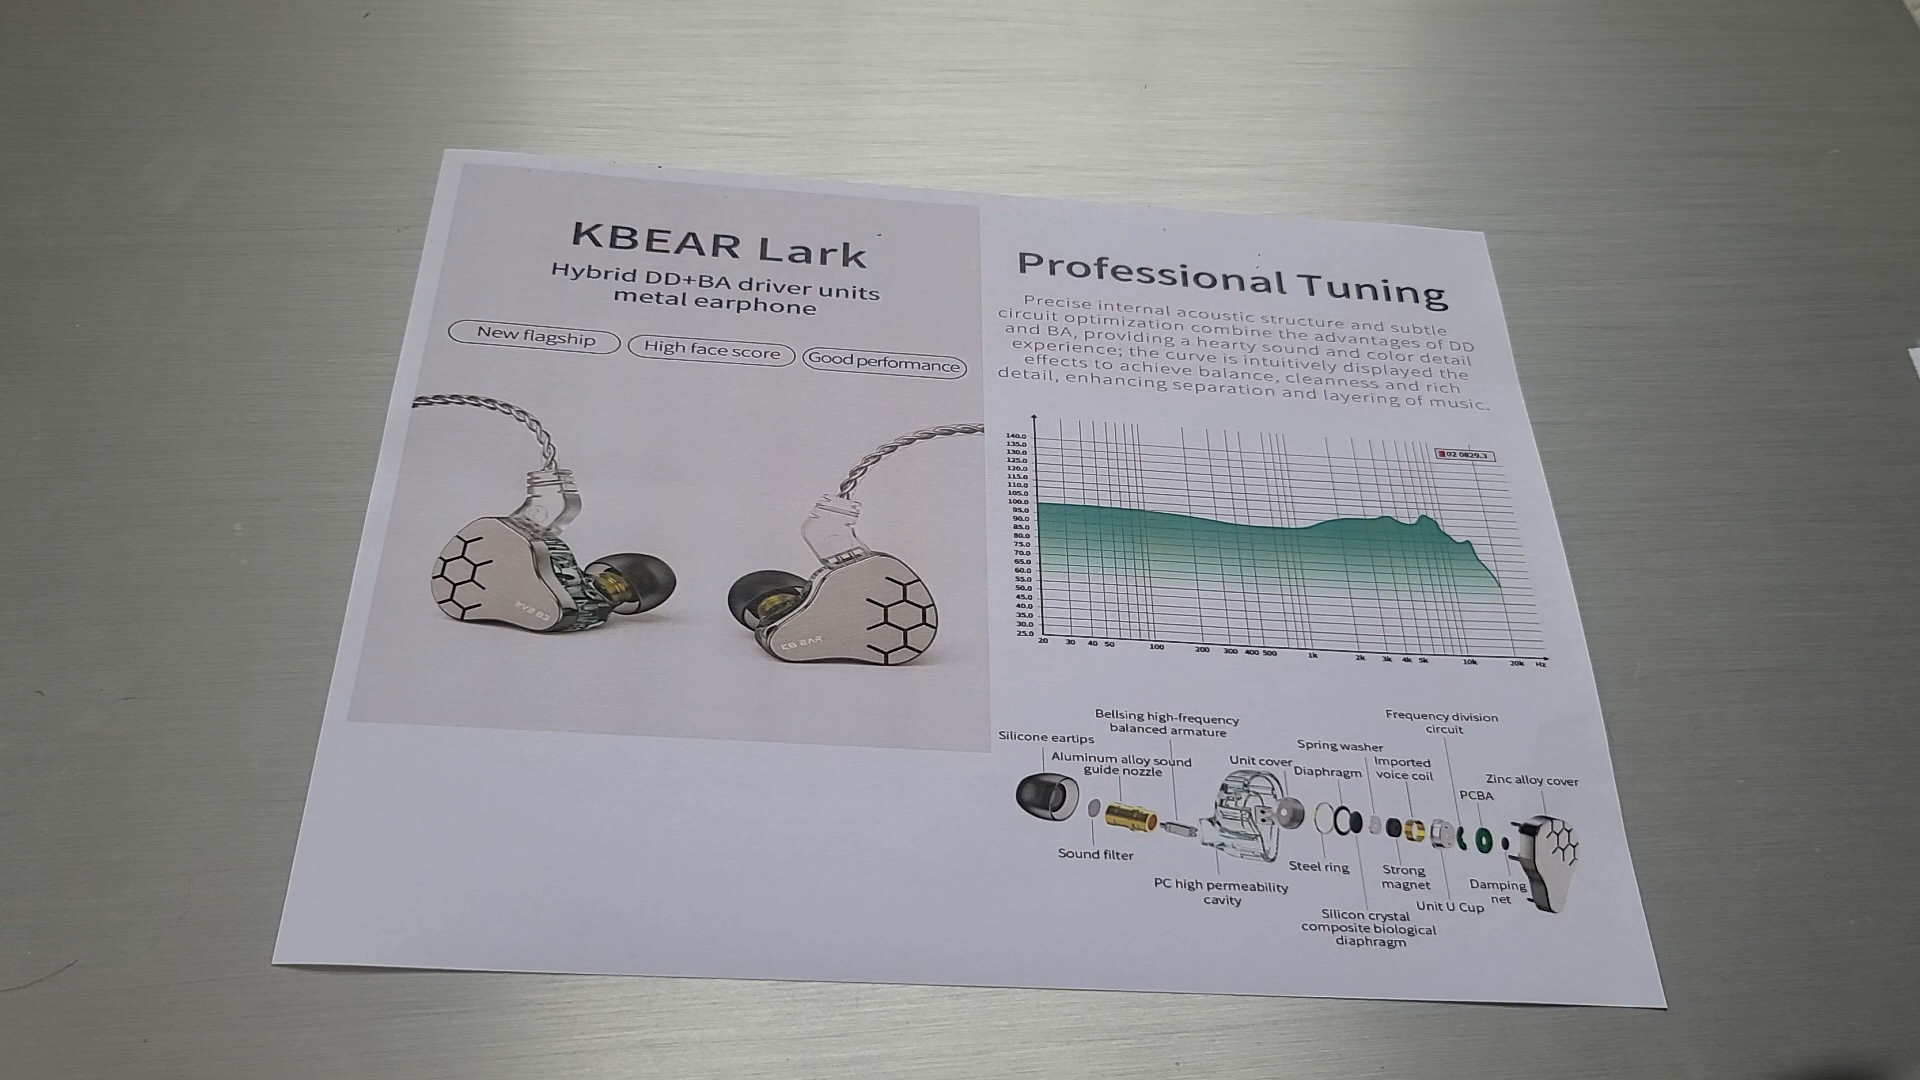 KBEAR Lark
Hybrid DD+BA driver units
metal earphone
New flagship
High face score
Good performance
KB EAR
Professional Tuning
Precise internal acoustic structure and subtle
circuit optimization combine the advantages of DD
and BA, providing a hearty sound and color detail
experience; the curve is intuitively displayed the
effects to achieve balance, cleanness and rich
detail, enhancing separation and layering of music.
140.0
135.0
130.0
125.0
120.0
115.0
110.0
105.0
100.0
95.0
90.0
85.0
80.0
75.0
70.0
65.0
60.0
55.0
50.0
45.0
40.0
35.0
30.0
25.0
02 0829.3
20 30 40 50 100 200 300 400 500 1k 2k 3k 4k 5k 10k 20k Hz
Silicone eartips
Bellsing high-frequency
balanced armature
Aluminum alloy sound
guide nozzle
Unit cover
Spring washer
Diaphragm
Imported
voice coil
Frequency division
circuit
PCBA
Zinc alloy cover
Sound filter
PC high permeability
cavity
Steel ring
Silicon crystal
composite biological
diaphragm
Strong
magnet
Unit U Cup
Damping
net